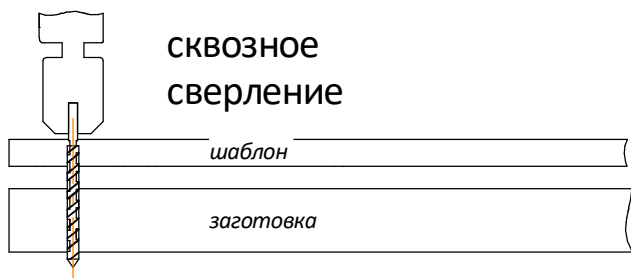 сквозное
сверление
шаблон
заготовка